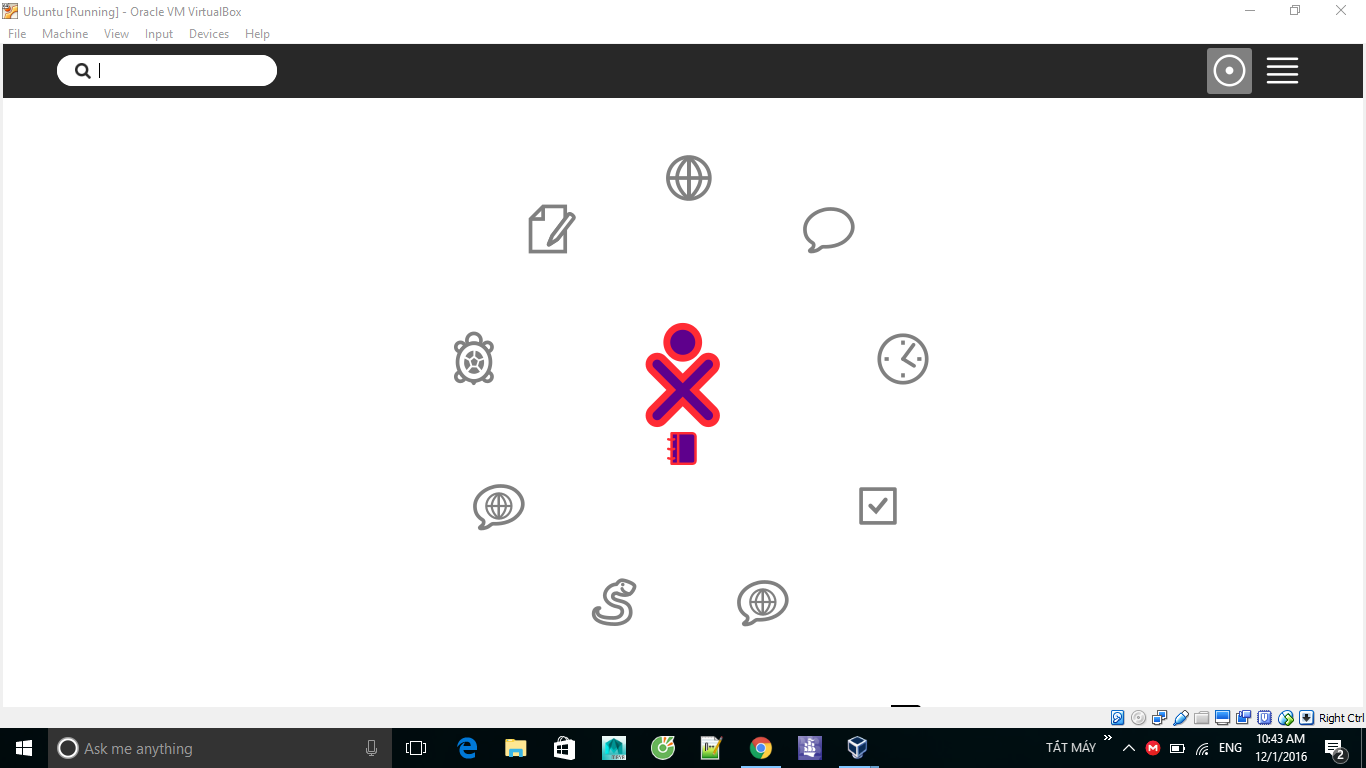 Ubuntu [Running] - Oracle VM VirtualBox
File Machine View Input Devices Help
Right Ctrl
Ask me anything
TẮT MÁY
ENG
10:43 AM
12/1/2016
2